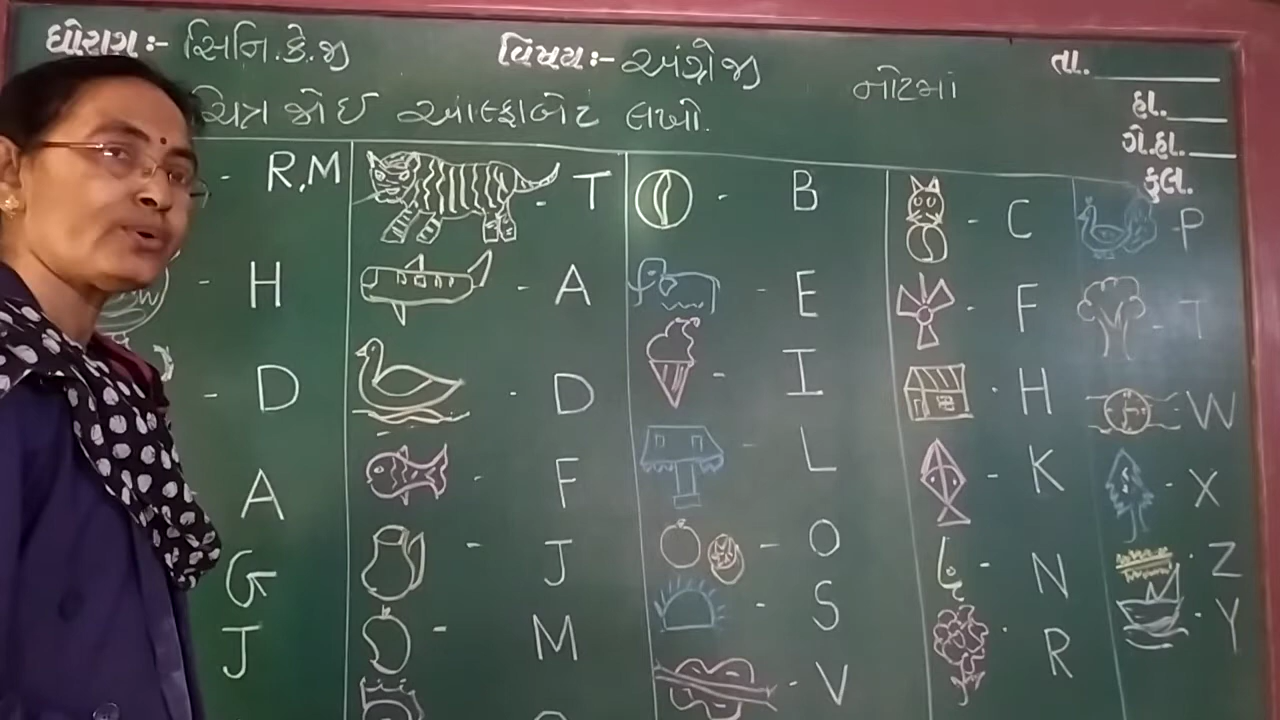 ધોરણઃ- સિનિ.કે.જી વિષયઃ- અંગ્રેજી નોટમાં તા.
ચિત્ર જોઈ આલ્ફાબેટ લખો. હા.
ગે.હા.
કુલ.
- R,M - T - B - C - P
- H - A - E - F - T
- D - D - I - H - W
A - F - L - K - X
G - J - O - N - Z
J - M - S - R - Y
- V